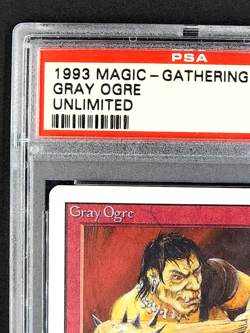 PSA
1993 MAGIC - GATHERING
GRAY OGRE
UNLIMITED
Gray Ogre